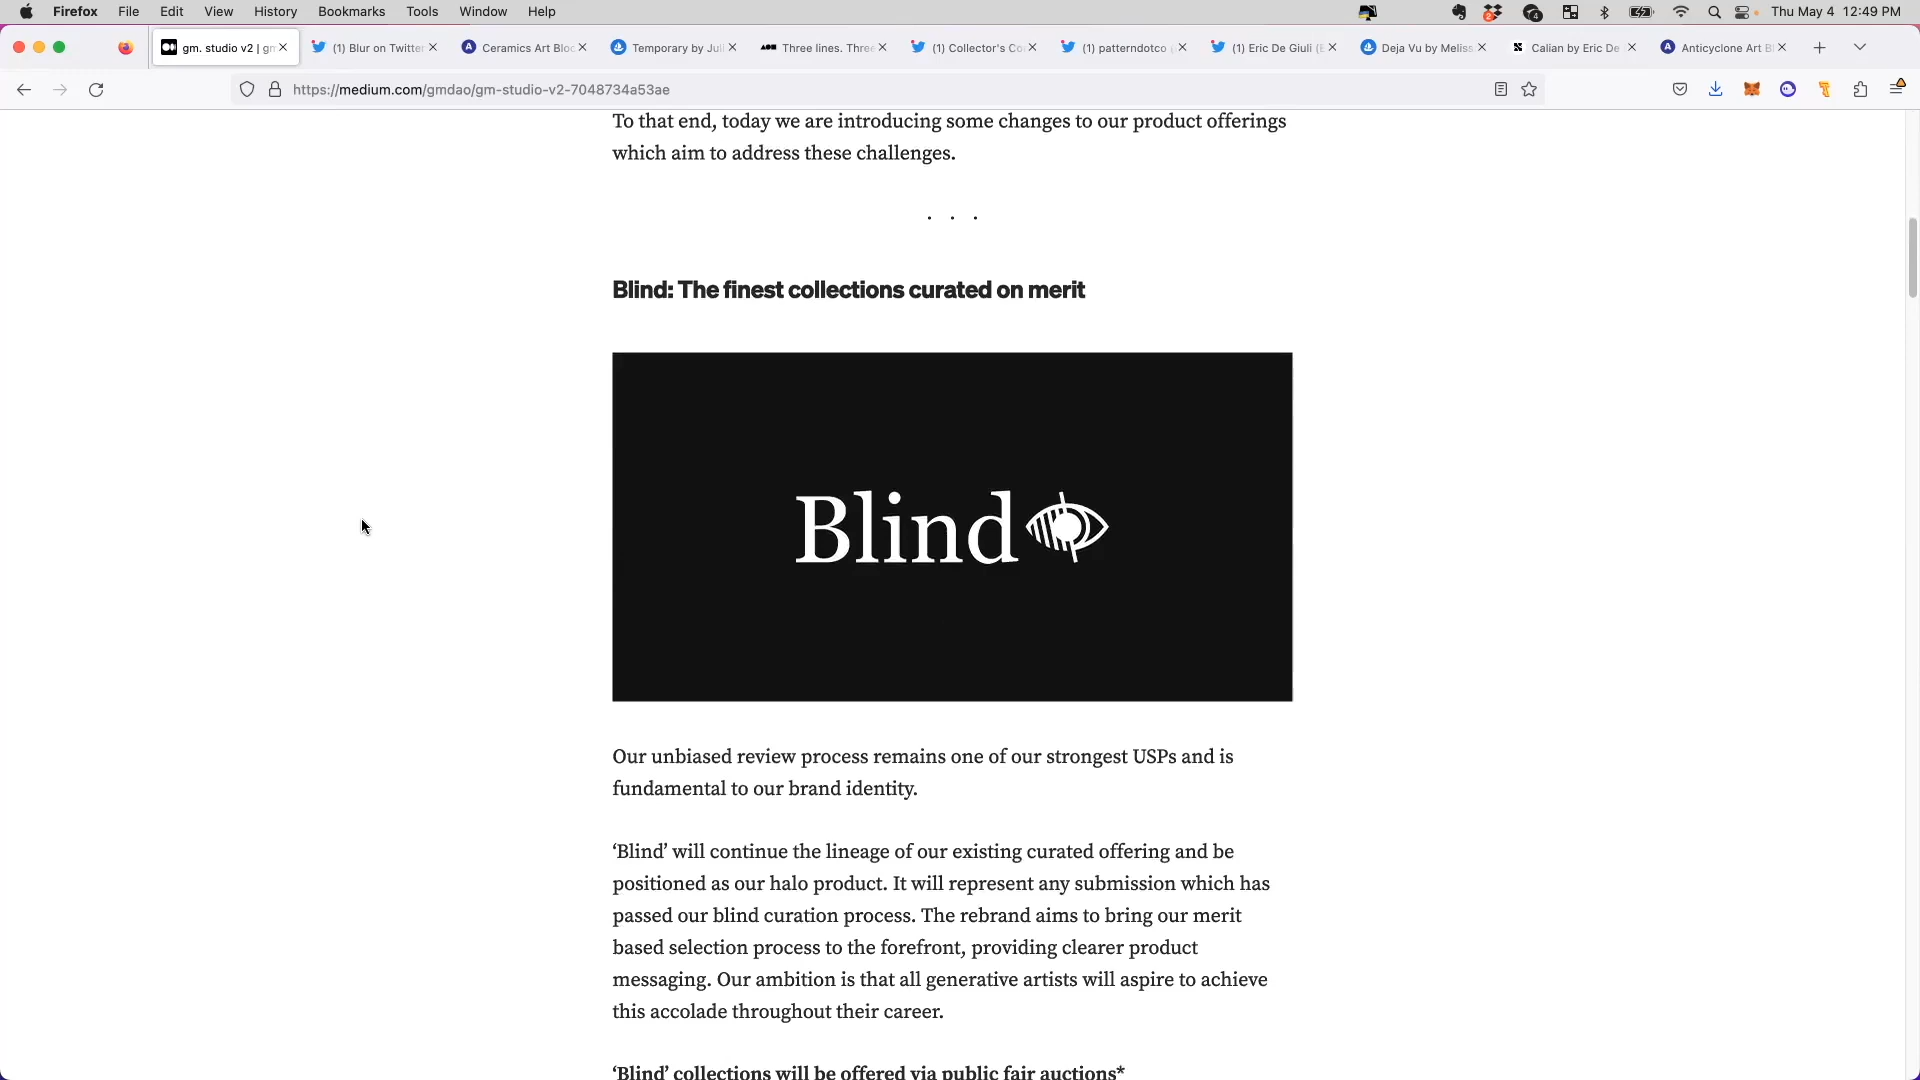 Firefox File Edit View History Bookmarks Tools Window Help Thu May 4 12:49 PM
gm. studio v2 | gm (1) Blur on Twitter Ceramics Art Bloc Temporary by Juli Three lines. Three (1) Collector's Co (1) patterndotco (1) Eric De Giuli (E Deja Vu by Meliss Calian by Eric De Anticyclone Art Bl
https://medium.com/gmdao/gm-studio-v2-7048734a53ae
To that end, today we are introducing some changes to our product offerings
which aim to address these challenges.
. . .
Blind: The finest collections curated on merit
Blind
Our unbiased review process remains one of our strongest USPs and is
fundamental to our brand identity.
‘Blind’ will continue the lineage of our existing curated offering and be
positioned as our halo product. It will represent any submission which has
passed our blind curation process. The rebrand aims to bring our merit
based selection process to the forefront, providing clearer product
messaging. Our ambition is that all generative artists will aspire to achieve
this accolade throughout their career.
‘Blind’ collections will be offered via public fair auctions*